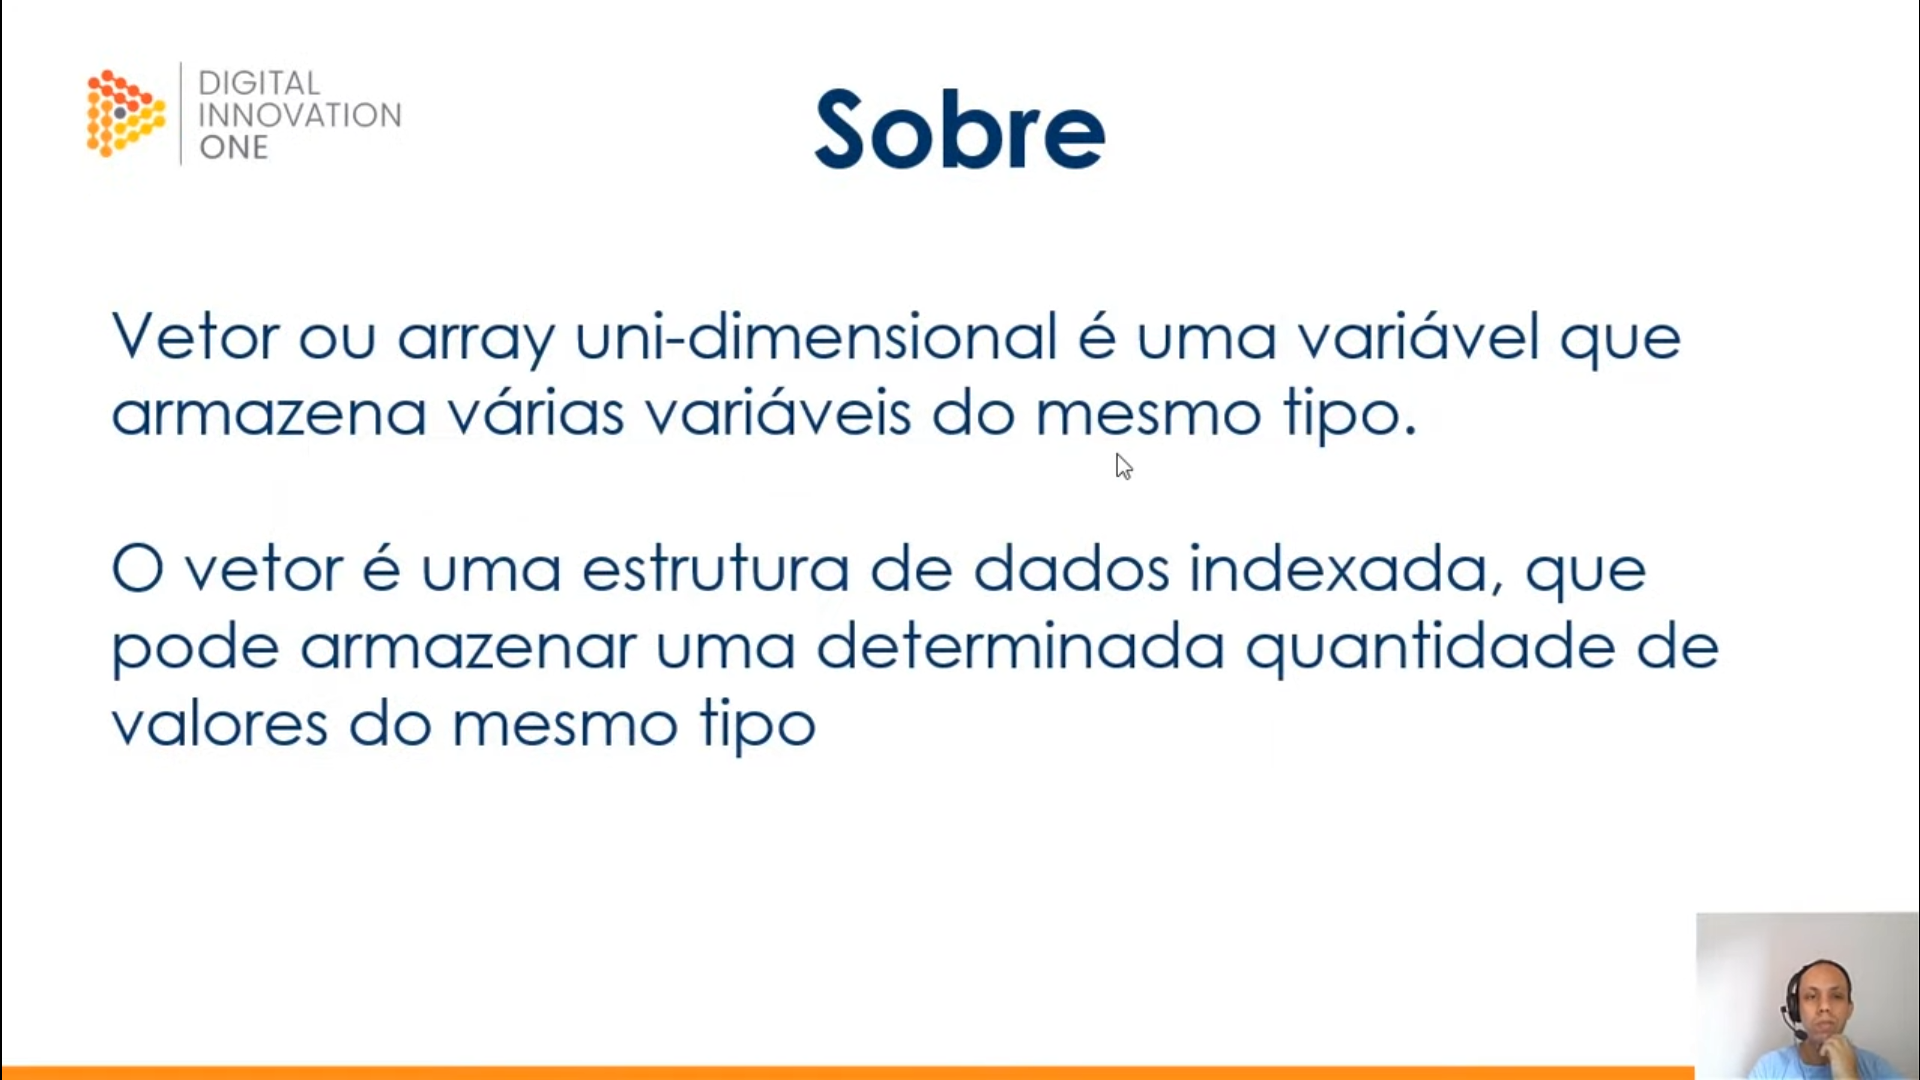 DIGITAL
INNOVATION
ONE
Sobre
Vetor ou array uni-dimensional é uma variável que
armazena várias variáveis do mesmo tipo.
O vetor é uma estrutura de dados indexada, que
pode armazenar uma determinada quantidade de
valores do mesmo tipo